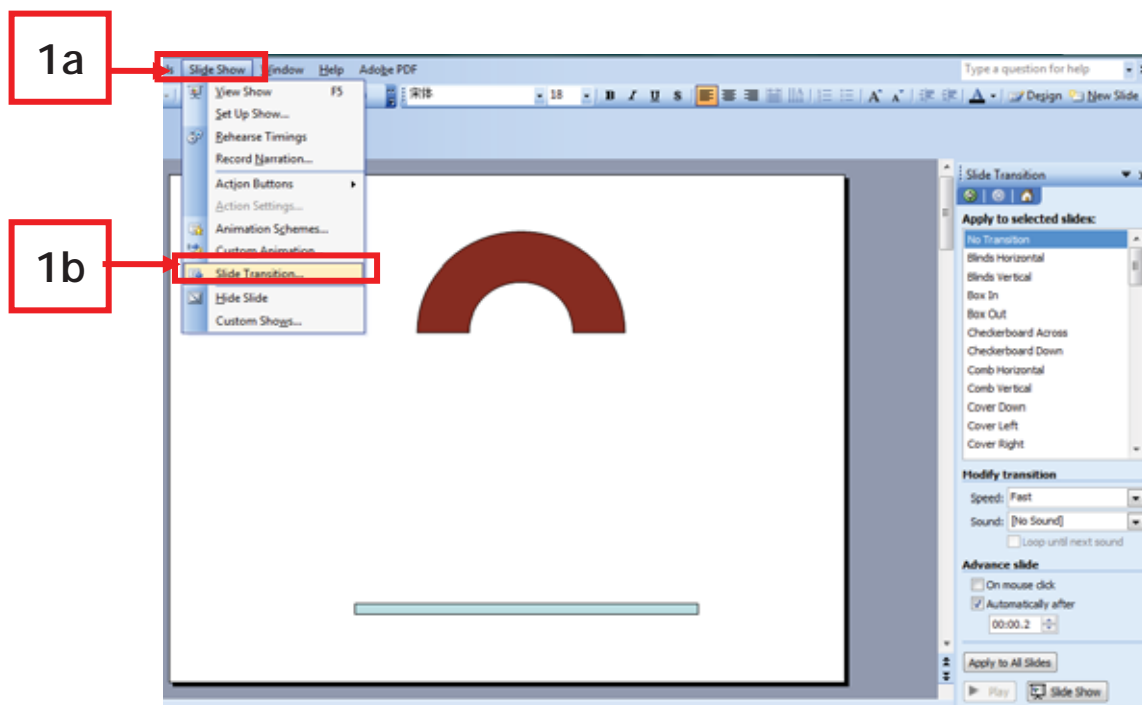 1a
Slide Show Window Help Adobe PDF
Type a question for help
View Show F5
宋体 18 B I U S
Design New Slide
Set Up Show...
Rehearse Timings
Record Narration...
Action Buttons
Action Settings...
Animation Schemes...
Custom Animation
1b
Slide Transition...
Hide Slide
Custom Shows...
Slide Transition
Apply to selected slides:
No Transition
Blinds Horizontal
Blinds Vertical
Box In
Box Out
Checkerboard Across
Checkerboard Down
Comb Horizontal
Comb Vertical
Cover Down
Cover Left
Cover Right
Modify transition
Speed: Fast
Sound: [No Sound]
Loop until next sound
Advance slide
On mouse click
Automatically after
00:00.2
Apply to All Slides
Play Slide Show